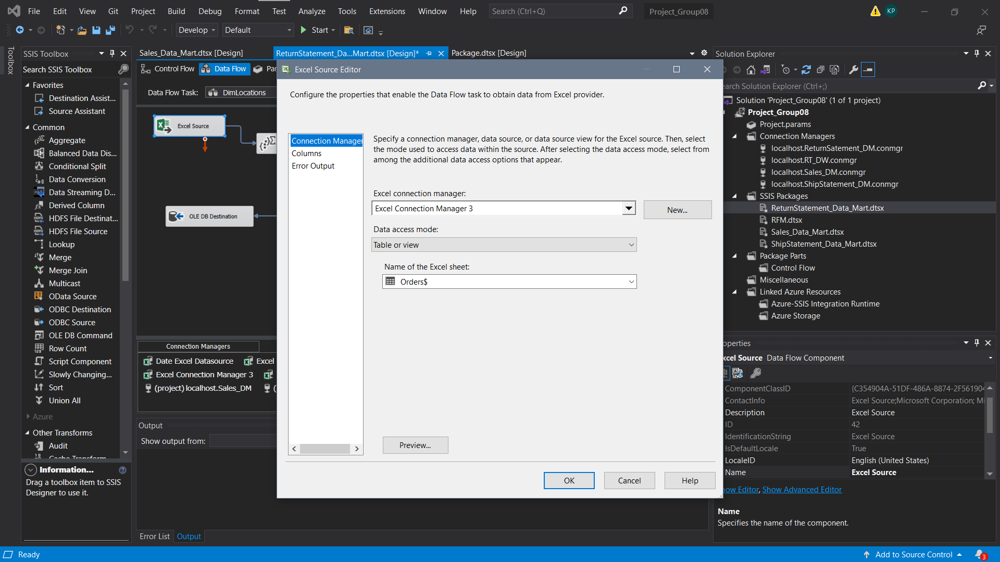 File Edit View Git Project Build Debug Format Test Analyze Tools Extensions Window Help Search (Ctrl+Q) Project_Group08 KP
Develop Default Start
Toolbox
SSIS Toolbox
Search SSIS Toolbox
Favorites
Destination Assist...
Source Assistant
Common
Aggregate
Balanced Data Dis...
Conditional Split
Data Conversion
Data Streaming D...
Derived Column
HDFS File Destinat...
HDFS File Source
Lookup
Merge
Merge Join
Multicast
OData Source
ODBC Destination
ODBC Source
OLE DB Command
Row Count
Script Component
Slowly Changing...
Sort
Union All
Azure
Other Transforms
Audit
Cache Transform
Information...
Drag a toolbox item to SSIS
Designer to use it.
Sales_Data_Mart.dtsx [Design] ReturnStatement_Da...Mart.dtsx [Design]* Package.dtsx [Design]
Control Flow Data Flow Par
Data Flow Task: DimLocations
Excel Source
OLE DB Destination
Connection Managers
Date Excel Datasource Excel
Excel Connection Manager 3
(project) localhost.Sales_DM (
Output
Show output from:
Error List Output
Excel Source Editor
Configure the properties that enable the Data Flow task to obtain data from Excel provider.
Connection Manager
Columns
Error Output
Specify a connection manager, data source, or data source view for the Excel source. Then, select
the mode used to access data within the source. After selecting the data access mode, select from
among the additional data access options that appear.
Excel connection manager:
Excel Connection Manager 3 New...
Data access mode:
Table or view
Name of the Excel sheet:
Orders$
Preview...
OK Cancel Help
Solution Explorer
earch Solution Explorer (Ctrl+;)
Solution 'Project_Group08' (1 of 1 project)
Project_Group08
Project.params
Connection Managers
localhost.ReturnSatement_DM.conmgr
localhost.RT_DW.conmgr
localhost.Sales_DM.conmgr
localhost.ShipStatement_DM.conmgr
SSIS Packages
ReturnStatement_Data_Mart.dtsx
RFM.dtsx
Sales_Data_Mart.dtsx
ShipStatement_Data_Mart.dtsx
Package Parts
Control Flow
Miscellaneous
Linked Azure Resources
Azure-SSIS Integration Runtime
Azure Storage
operties
xcel Source Data Flow Component
ComponentClassID {C354904A-51DF-486A-8874-2F561904
ContactInfo Excel Source;Microsoft Corporation; Mi
Description Excel Source
ID 42
IdentificationString Excel Source
IsDefaultLocale True
LocaleID English (United States)
Name Excel Source
how Editor, Show Advanced Editor
Name
Specifies the name of the component.
Ready Add to Source Control 3